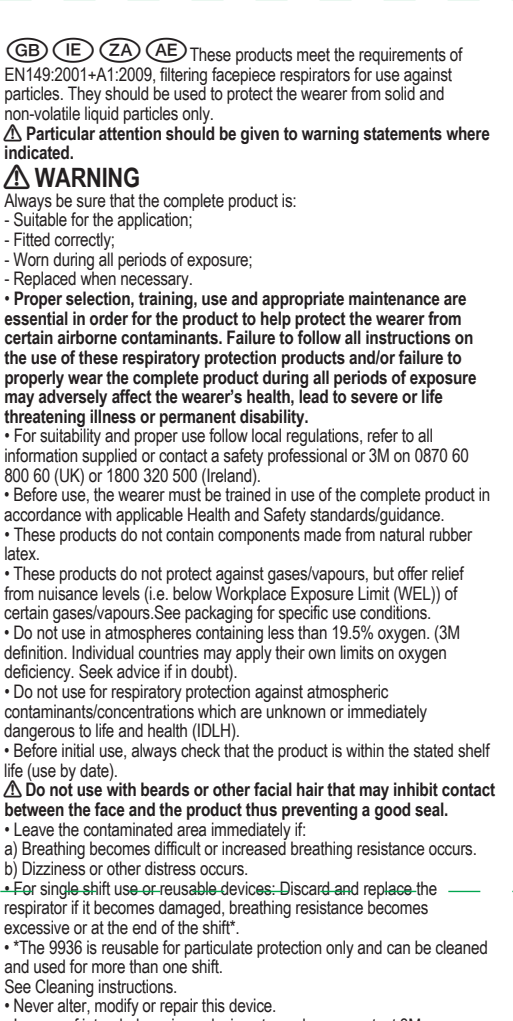 GB IE ZA AE These products meet the requirements of
EN149:2001+A1:2009, filtering facepiece respirators for use against
particles. They should be used to protect the wearer from solid and
non-volatile liquid particles only.
⚠ Particular attention should be given to warning statements where
indicated.
⚠ WARNING
Always be sure that the complete product is:
- Suitable for the application;
- Fitted correctly;
- Worn during all periods of exposure;
- Replaced when necessary.
• Proper selection, training, use and appropriate maintenance are
essential in order for the product to help protect the wearer from
certain airborne contaminants. Failure to follow all instructions on
the use of these respiratory protection products and/or failure to
properly wear the complete product during all periods of exposure
may adversely affect the wearer's health, lead to severe or life
threatening illness or permanent disability.
• For suitability and proper use follow local regulations, refer to all
information supplied or contact a safety professional or 3M on 0870 60
800 60 (UK) or 1800 320 500 (Ireland).
• Before use, the wearer must be trained in use of the complete product in
accordance with applicable Health and Safety standards/guidance.
• These products do not contain components made from natural rubber
latex.
• These products do not protect against gases/vapours, but offer relief
from nuisance levels (i.e. below Workplace Exposure Limit (WEL)) of
certain gases/vapours.See packaging for specific use conditions.
• Do not use in atmospheres containing less than 19.5% oxygen. (3M
definition. Individual countries may apply their own limits on oxygen
deficiency. Seek advice if in doubt).
• Do not use for respiratory protection against atmospheric
contaminants/concentrations which are unknown or immediately
dangerous to life and health (IDLH).
• Before initial use, always check that the product is within the stated shelf
life (use by date).
⚠ Do not use with beards or other facial hair that may inhibit contact
between the face and the product thus preventing a good seal.
• Leave the contaminated area immediately if:
a) Breathing becomes difficult or increased breathing resistance occurs.
b) Dizziness or other distress occurs.
• For single shift use or reusable devices: Discard and replace the
respirator if it becomes damaged, breathing resistance becomes
excessive or at the end of the shift*.
• *The 9936 is reusable for particulate protection only and can be cleaned
and used for more than one shift.
See Cleaning instructions.
• Never alter, modify or repair this device.